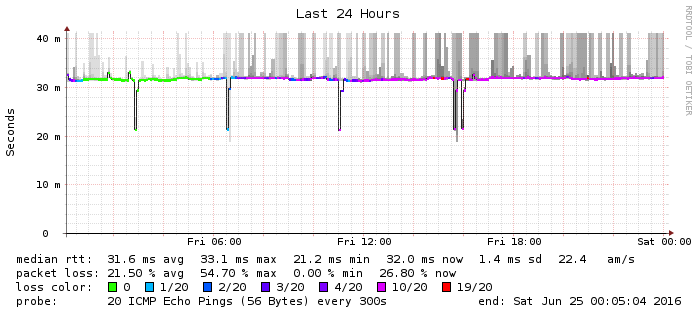 Last 24 Hours
RRDTOOL / TOBI OETIKER
Seconds
40 m
30 m
20 m
10 m
0
Fri 06:00 Fri 12:00 Fri 18:00 Sat 00:00
median rtt: 31.6 ms avg 33.1 ms max 21.2 ms min 32.0 ms now 1.4 ms sd 22.4 am/s
packet loss: 21.50 % avg 54.70 % max 0.00 % min 26.80 % now
loss color: 0 1/20 2/20 3/20 4/20 10/20 19/20
probe: 20 ICMP Echo Pings (56 Bytes) every 300s end: Sat Jun 25 00:05:04 2016